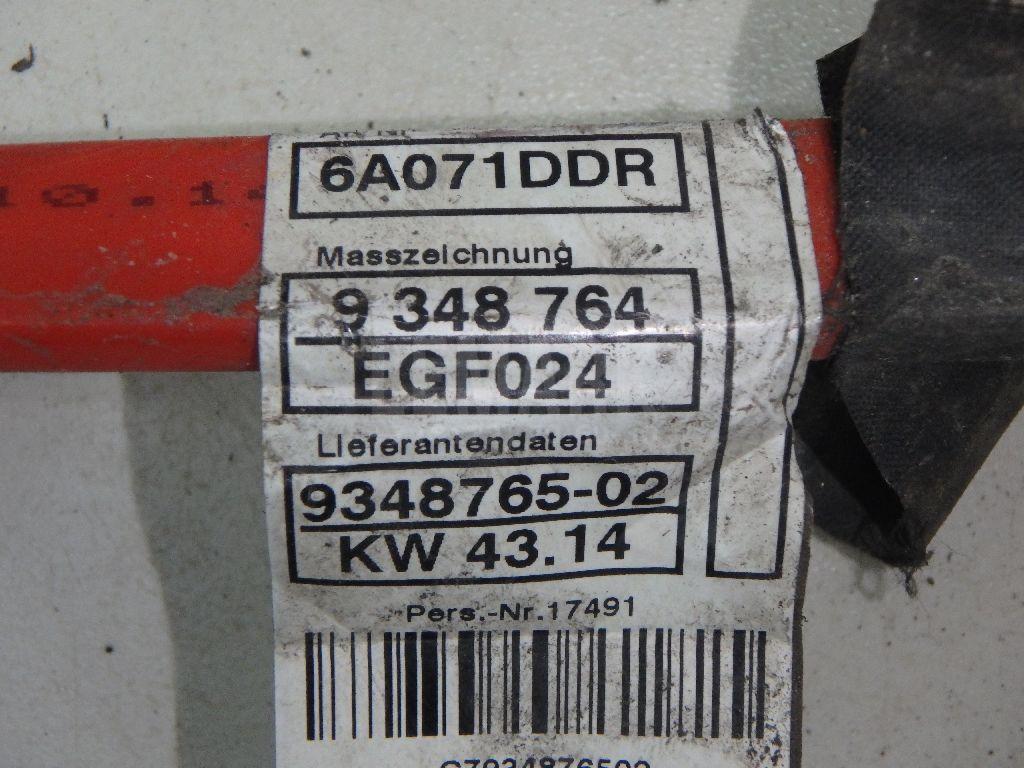 6A071DDR
Masszeichnung
9 348 764
EGF024
Lieferantendaten
9348765-02
KW 43.14
Pers.-Nr.17491